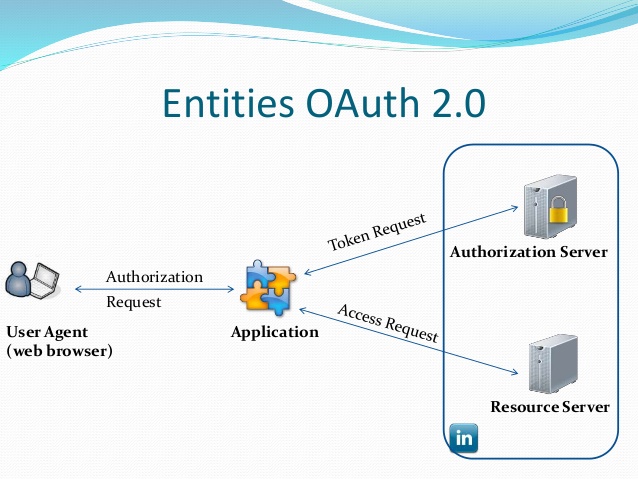 Entities OAuth 2.0
Token Request
Authorization Server
Authorization
Request
User Agent
(web browser)
Application
Access Request
Resource Server
in